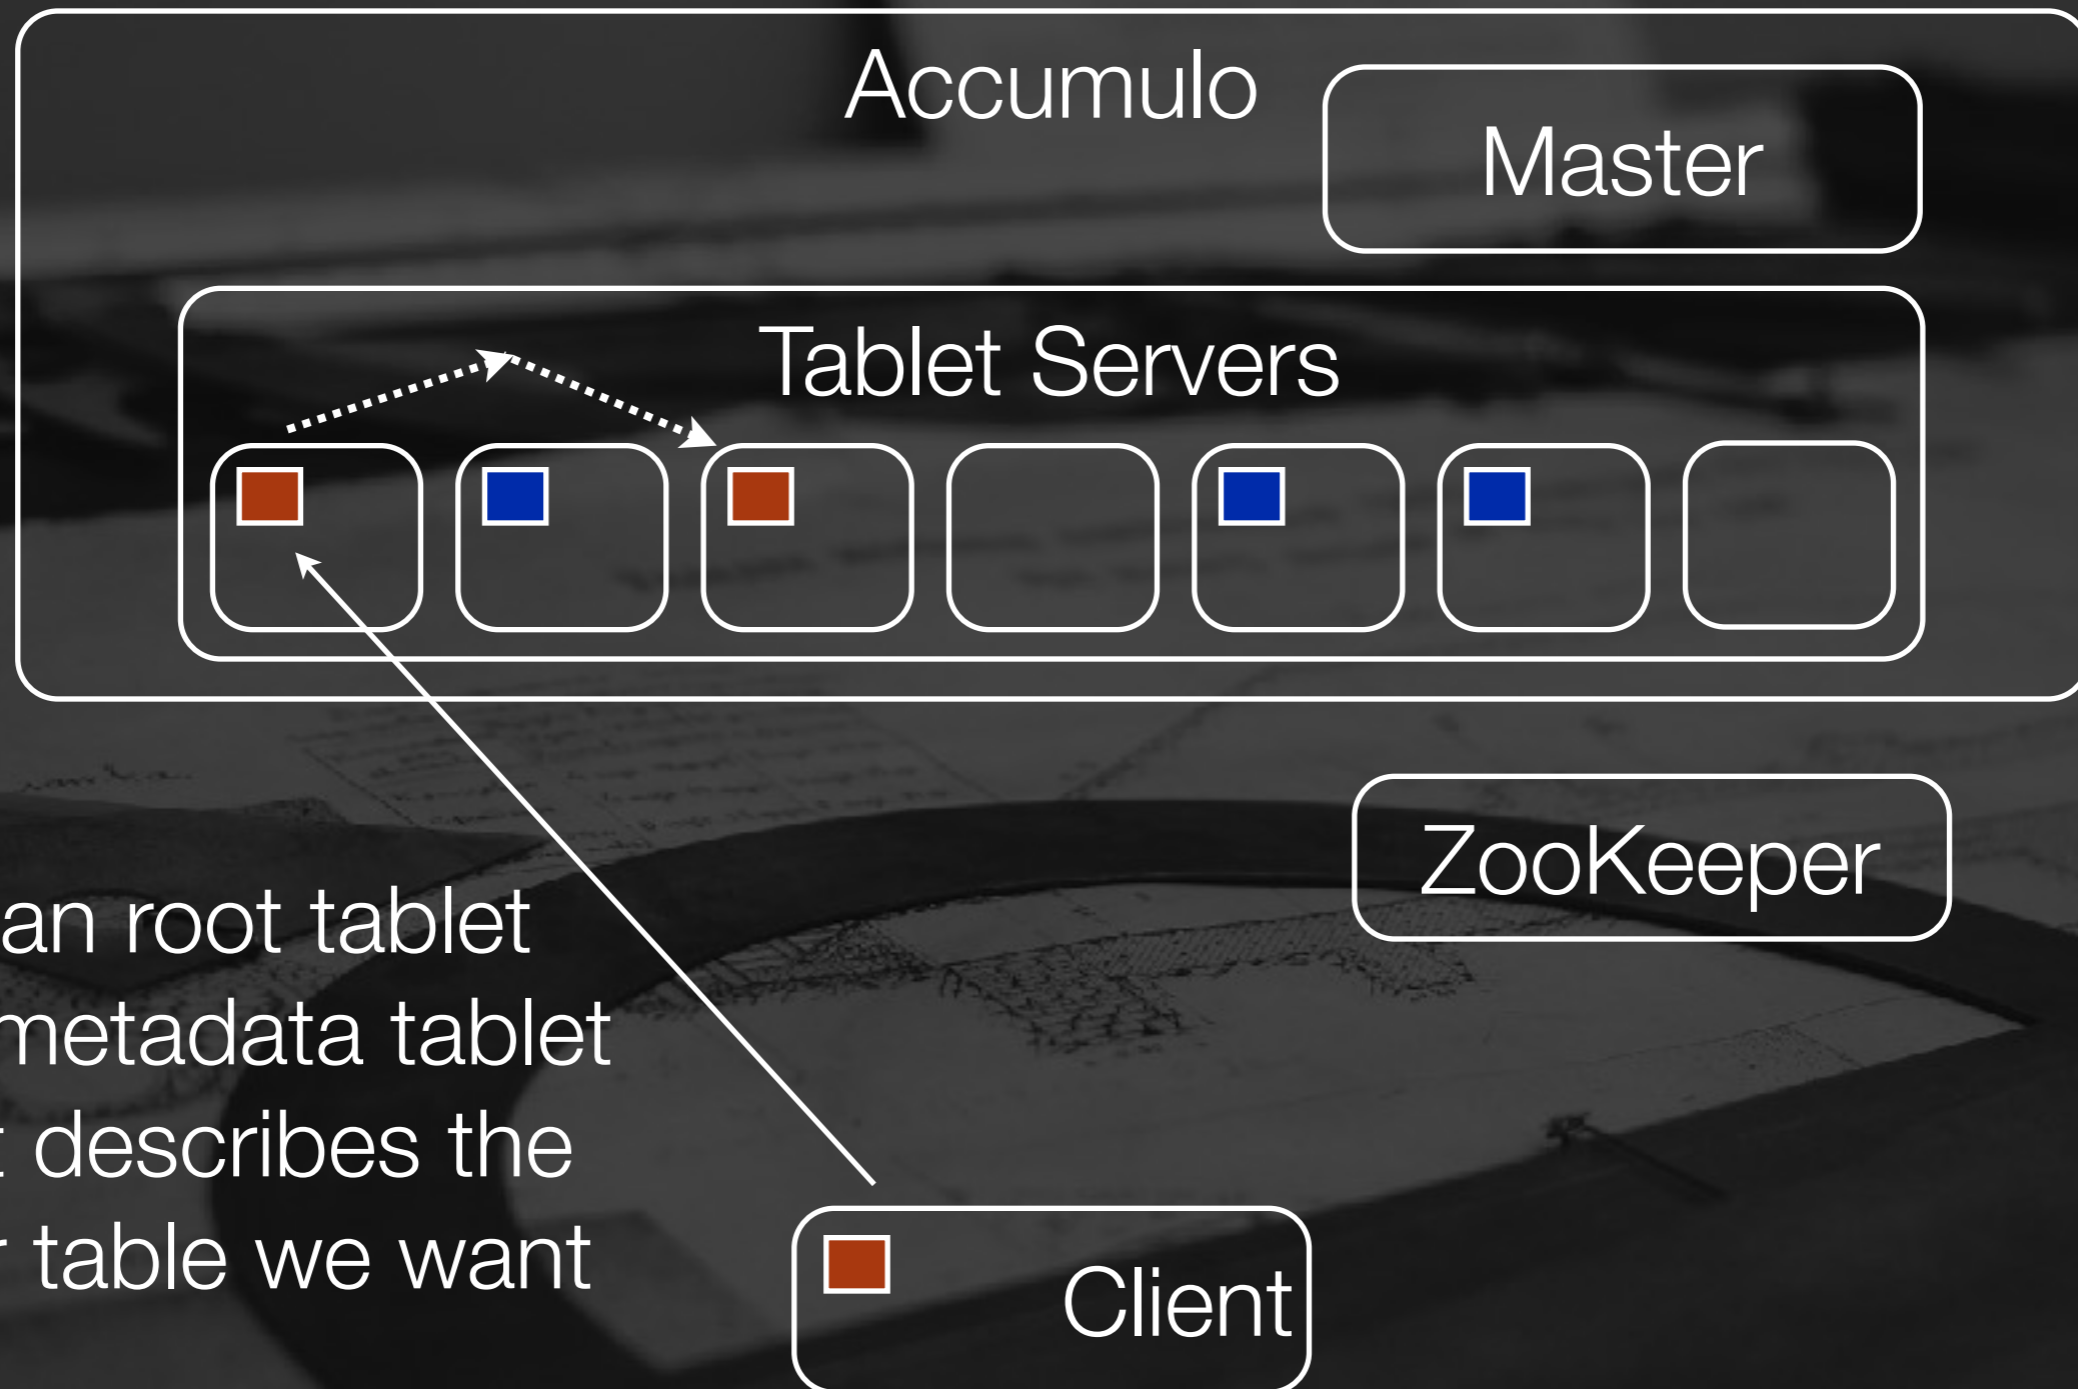 Accumulo
Master
Tablet Servers
ZooKeeper
an root tablet
metadata tablet
describes the
table we want
Client